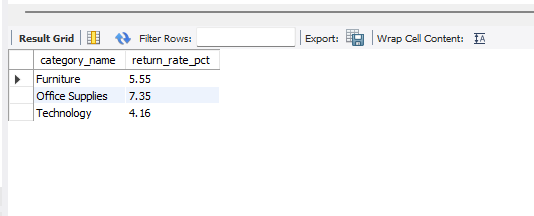 Result Grid Filter Rows: Export: Wrap Cell Content: IA
category_name return_rate_pct
Furniture 5.55
Office Supplies 7.35
Technology 4.16